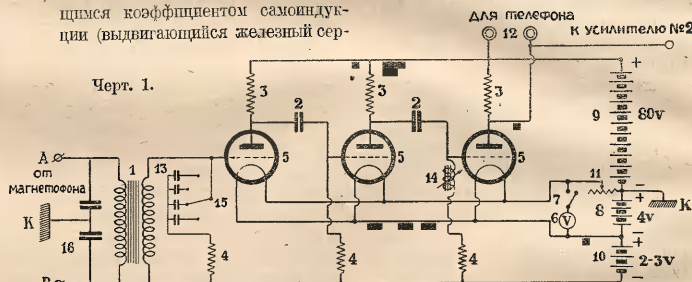 щимся коэффициентом самоиндук-
ции (выдвигающийся железный сер-
Черт. 1.
для телефона
12
к усилителю №2
3
3
3
2
2
+
9
80v
5
5
5
А
от
магнетофона
1
13
15
14
11
7
6
V
К
8
4v
+
−
К
16
4
4
4
10
2-3v
+
−